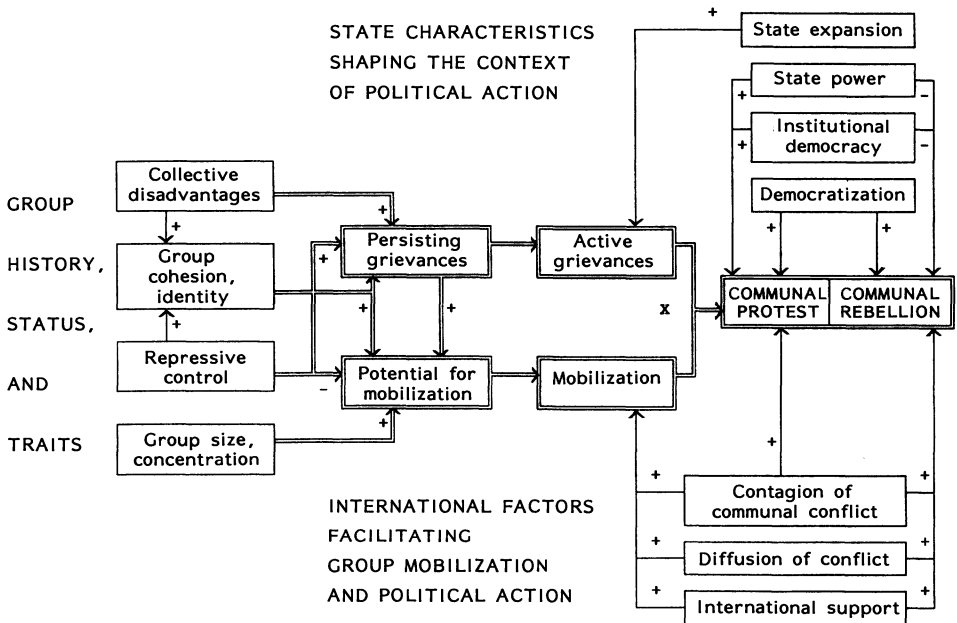 STATE CHARACTERISTICS
SHAPING THE CONTEXT
OF POLITICAL ACTION
+
State expansion
State power
+
-
Institutional
democracy
+
-
Democratization
+
+
GROUP
HISTORY,
STATUS,
AND
TRAITS
Collective
disadvantages
+
+
Group
cohesion,
identity
+
Repressive
control
Group size,
concentration
+
Persisting
grievances
+
+
-
Potential for
mobilization
+
Active
grievances
X
Mobilization
COMMUNAL
PROTEST
COMMUNAL
REBELLION
INTERNATIONAL FACTORS
FACILITATING
GROUP MOBILIZATION
AND POLITICAL ACTION
+
+
Contagion of
communal conflict
+
+
Diffusion of conflict
+
+
International support
+